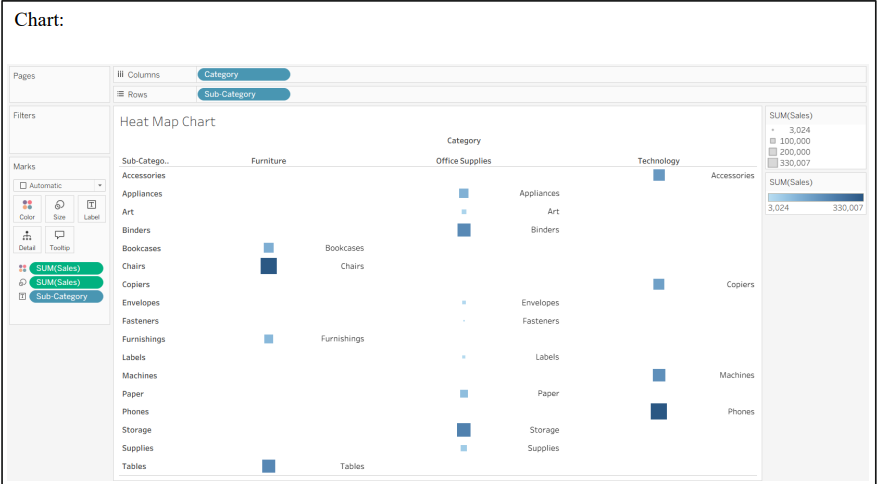 Chart:
Pages
iii Columns
Category
Rows
Sub-Category
Filters
Heat Map Chart
Category
Sub-Catego.. Furniture Office Supplies Technology
Accessories Accessories
Appliances Appliances
Art Art
Binders Binders
Bookcases Bookcases
Chairs Chairs
Copiers Copiers
Envelopes Envelopes
Fasteners Fasteners
Furnishings Furnishings
Labels Labels
Machines Machines
Paper Paper
Phones Phones
Storage Storage
Supplies Supplies
Tables Tables
Marks
Automatic
Color Size Label
Detail Tooltip
SUM(Sales)
SUM(Sales)
Sub-Category
SUM(Sales)
3,024
100,000
200,000
330,007
SUM(Sales)
3,024 330,007